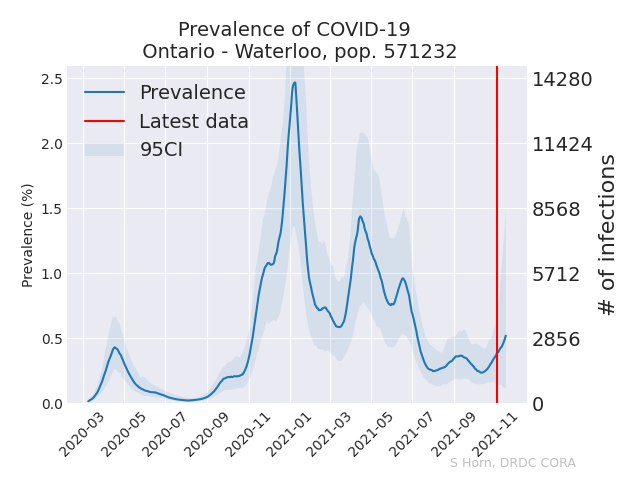 Prevalence of COVID-19
Ontario - Waterloo, pop. 571232
Prevalence
Latest data
95CI
Prevalence (%)
2.5
2.0
1.5
1.0
0.5
0.0
14280
11424
8568
5712
2856
0
# of infections
2020-03
2020-05
2020-07
2020-09
2020-11
2021-01
2021-03
2021-05
2021-07
2021-09
2021-11
S Horn, DRDC CORA